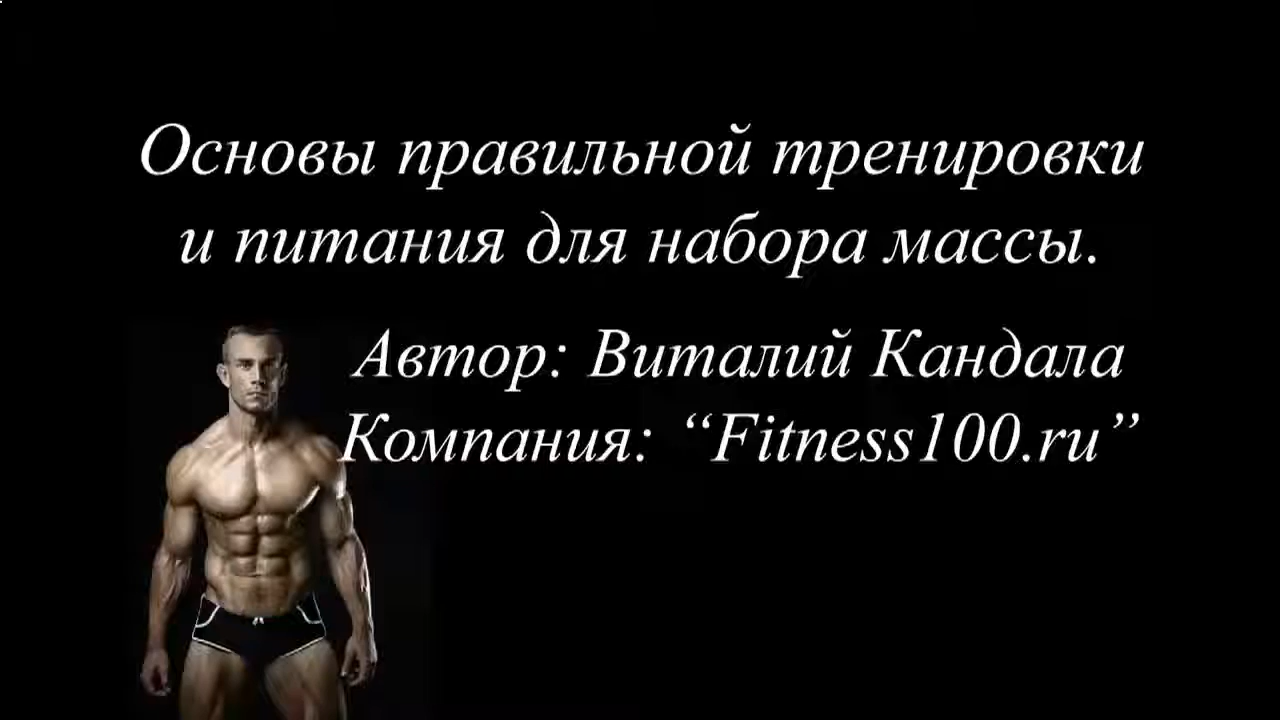 Основы правильной тренировки
и питания для набора массы.
Автор: Виталий Кандала
Компания: “Fitness100.ru”